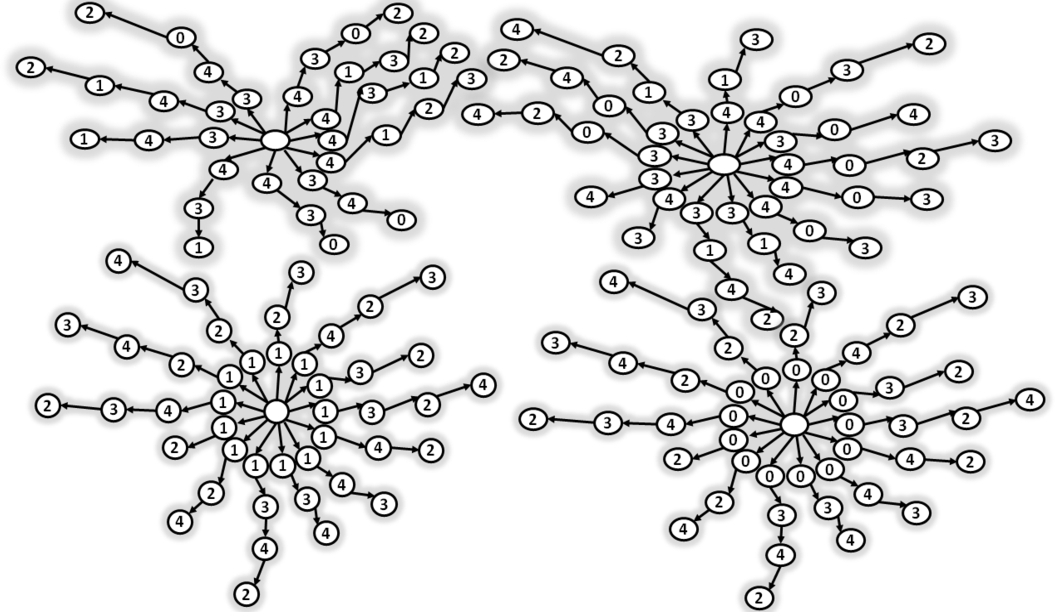 3 4 0 2
3 4 1 2
3 4 1
4 3 1
4 3 0
3 4 0
4 1 2 3
4 3 1 2
4 1 3 2
4 3 0 2
3 1 2 4
3 0 4 2
3 0 2 4
3 4
4 3
3 1 4 2
3 1 4
4 0 3
4 0 3
4 0 2 3
3 0 4
4 0 3 2
4 1 3
1 2 3 4
1 2 4 3
1 4 3 2
1 2
1 2 4
1 3 4 2
1 3 4
1 4 3
1 4 2
1 3 2 4
1 3 2
1 4 2 3
1 2 3
0 2 3 4
0 2 4 3
0 4 3 2
0 2
0 2 4
0 3 4 2
0 3 4
0 4 3
0 4 2
0 3 2 4
0 3 2
0 4 2 3
0 2 3